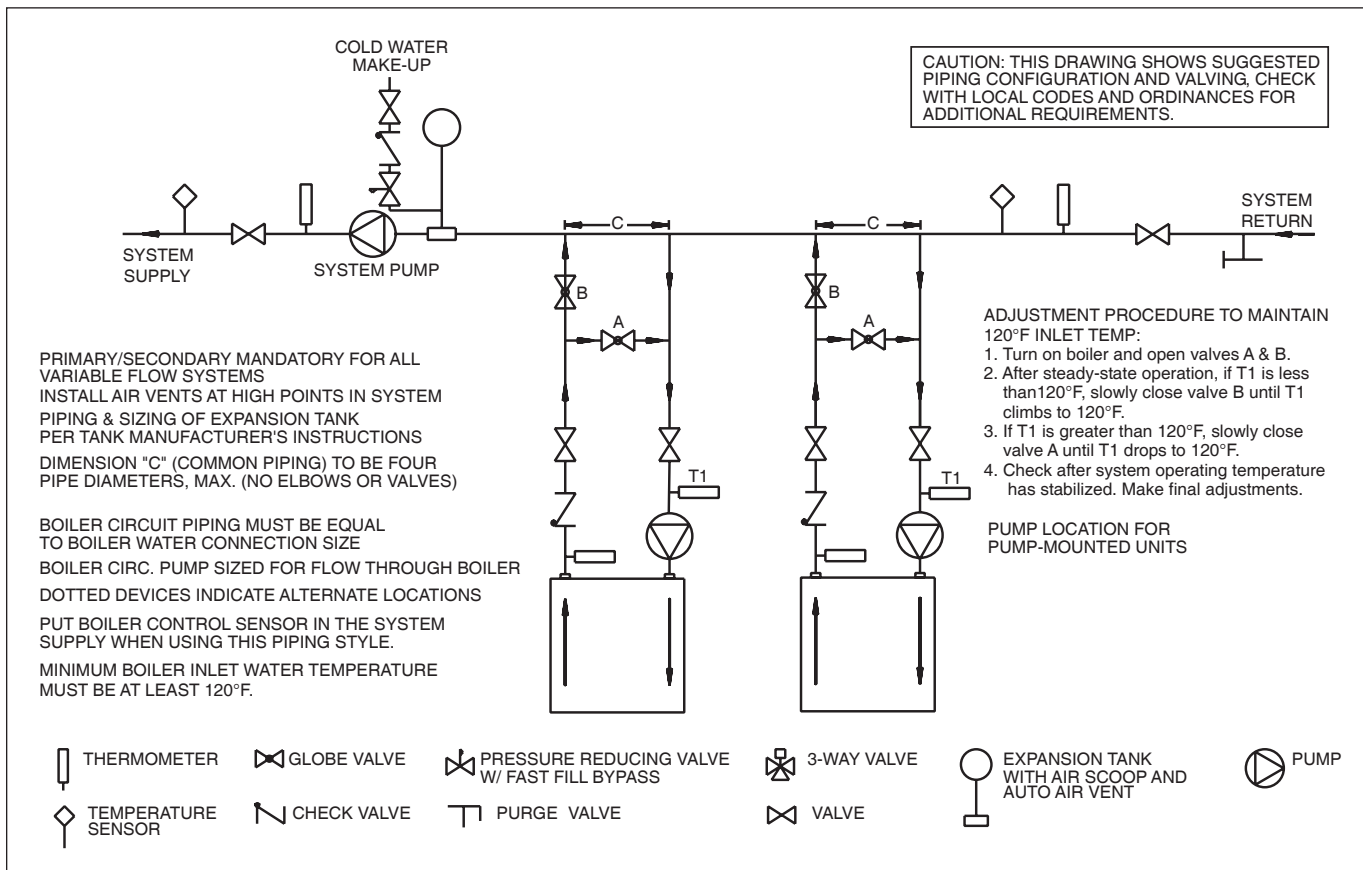 COLD WATER
MAKE-UP
CAUTION: THIS DRAWING SHOWS SUGGESTED
PIPING CONFIGURATION AND VALVING, CHECK
WITH LOCAL CODES AND ORDINANCES FOR
ADDITIONAL REQUIREMENTS.
SYSTEM
RETURN
C
C
SYSTEM
SUPPLY
SYSTEM PUMP
B
A
B
A
PRIMARY/SECONDARY MANDATORY FOR ALL
VARIABLE FLOW SYSTEMS
INSTALL AIR VENTS AT HIGH POINTS IN SYSTEM
PIPING & SIZING OF EXPANSION TANK
PER TANK MANUFACTURER'S INSTRUCTIONS
DIMENSION "C" (COMMON PIPING) TO BE FOUR
PIPE DIAMETERS, MAX. (NO ELBOWS OR VALVES)
BOILER CIRCUIT PIPING MUST BE EQUAL
TO BOILER WATER CONNECTION SIZE
BOILER CIRC. PUMP SIZED FOR FLOW THROUGH BOILER
DOTTED DEVICES INDICATE ALTERNATE LOCATIONS
PUT BOILER CONTROL SENSOR IN THE SYSTEM
SUPPLY WHEN USING THIS PIPING STYLE.
MINIMUM BOILER INLET WATER TEMPERATURE
MUST BE AT LEAST 120°F.
T1
T1
ADJUSTMENT PROCEDURE TO MAINTAIN
120°F INLET TEMP:
1. Turn on boiler and open valves A & B.
2. After steady-state operation, if T1 is less
than120°F, slowly close valve B until T1
climbs to 120°F.
3. If T1 is greater than 120°F, slowly close
valve A until T1 drops to 120°F.
4. Check after system operating temperature
has stabilized. Make final adjustments.
PUMP LOCATION FOR
PUMP-MOUNTED UNITS
THERMOMETER
GLOBE VALVE
PRESSURE REDUCING VALVE
W/ FAST FILL BYPASS
3-WAY VALVE
EXPANSION TANK
WITH AIR SCOOP AND
AUTO AIR VENT
PUMP
TEMPERATURE
SENSOR
CHECK VALVE
PURGE VALVE
VALVE